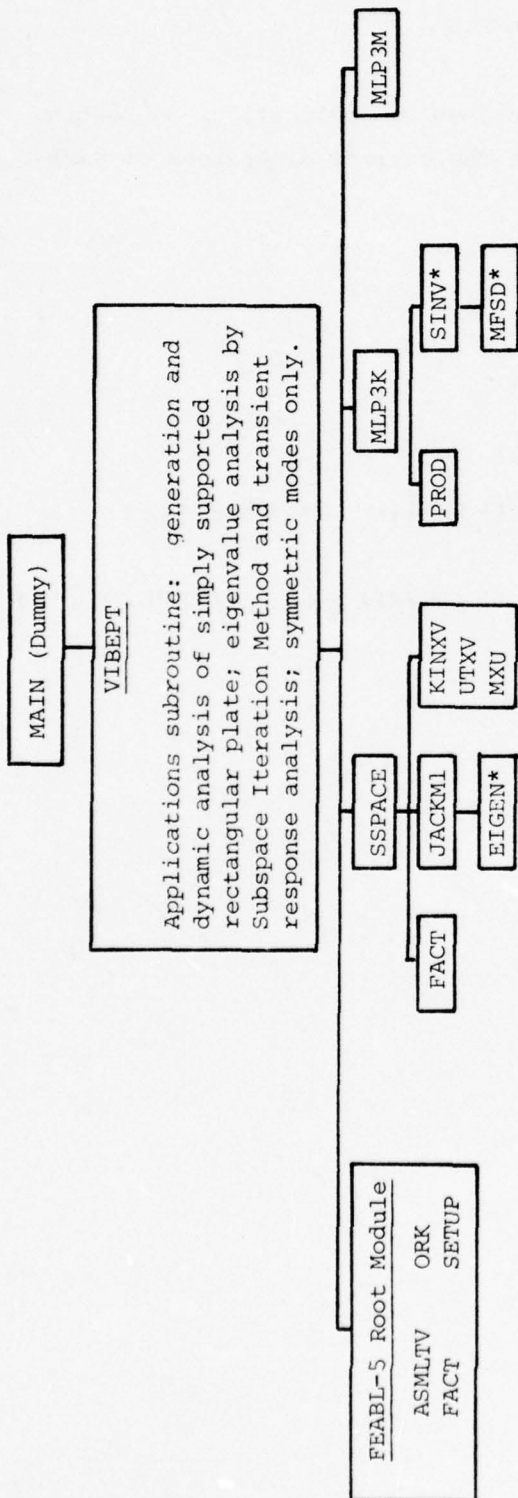 MAIN (Dummy)
VIBEPT
Applications subroutine: generation and
dynamic analysis of simply supported
rectangular plate; eigenvalue analysis by
Subspace Iteration Method and transient
response analysis; symmetric modes only.
FEABL-5 Root Module
ASMLTV ORK
FACT SETUP
SSPACE
MLP3K
MLP3M
FACT
JACKM1
KINXV
UTXV
MXU
PROD
SINV*
EIGEN*
MFSD*